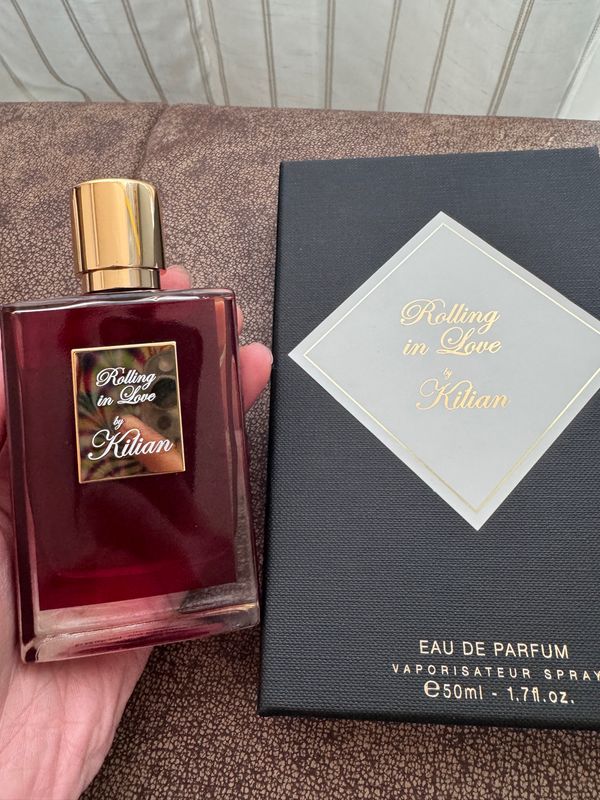 Rolling
in Love
by
Kilian
Rolling
in Love
by
Kilian
EAU DE PARFUM
VAPORISATEUR SPRAY
℮50ml - 1.7fl.oz.